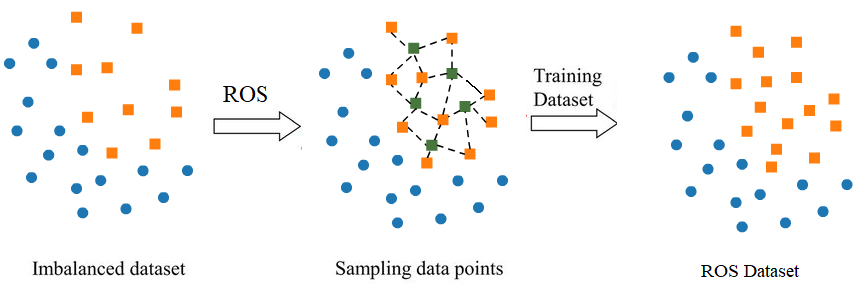 ROS
Training
Dataset
Imbalanced dataset
Sampling data points
ROS Dataset